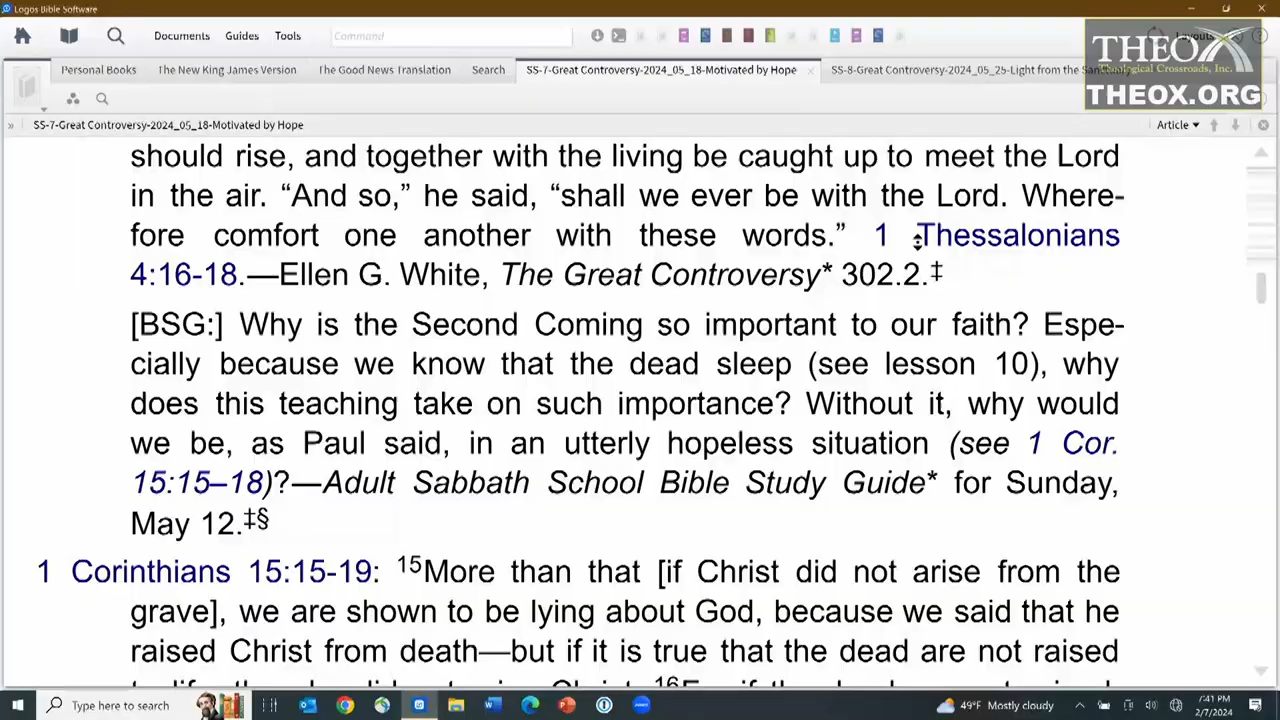 Logos Bible Software
Documents Guides Tools Command Layouts
THEOX
Theological Crossroads, Inc.
THEOX.ORG
Personal Books The New King James Version The Good News Trans search SS-7-Great Controversy-2024_05_18-Motivated by Hope SS-8-Great Controversy-2024_05_25-Light from the
SS-7-Great Controversy-2024_05_18-Motivated by Hope Article
should rise, and together with the living be caught up to meet the Lord
in the air. “And so,” he said, “shall we ever be with the Lord. Where-
fore comfort one another with these words.” 1 Thessalonians
4:16-18.—Ellen G. White, The Great Controversy* 302.2.‡
[BSG:] Why is the Second Coming so important to our faith? Espe-
cially because we know that the dead sleep (see lesson 10), why
does this teaching take on such importance? Without it, why would
we be, as Paul said, in an utterly hopeless situation (see 1 Cor.
15:15–18)?—Adult Sabbath School Bible Study Guide* for Sunday,
May 12.‡§
1 Corinthians 15:15-19: 15More than that [if Christ did not arise from the
grave], we are shown to be lying about God, because we said that he
raised Christ from death—but if it is true that the dead are not raised
Type here to search 49°F Mostly cloudy 7:41 PM
2/7/2024